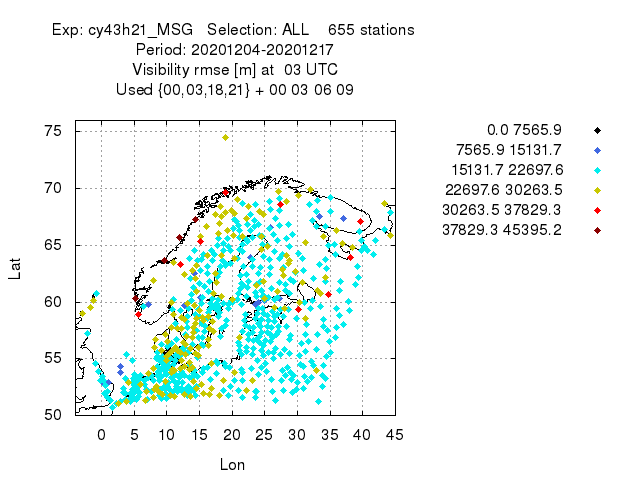 Exp: cy43h21_MSG   Selection: ALL    655 stations
Period: 20201204-20201217
Visibility rmse [m] at  03 UTC
Used {00,03,18,21} + 00 03 06 09
0.0 7565.9
7565.9 15131.7
15131.7 22697.6
22697.6 30263.5
30263.5 37829.3
37829.3 45395.2
75
70
65
60
55
50
Lat
0 5 10 15 20 25 30 35 40 45
Lon